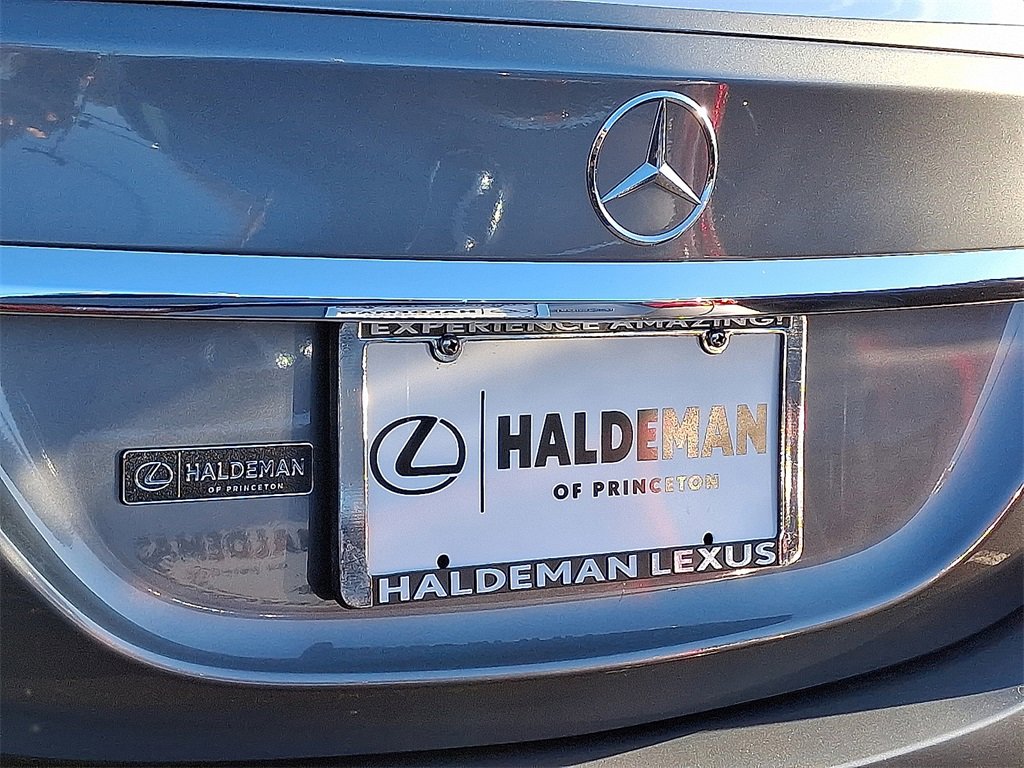 EXPERIENCE AMAZING!
HALDEMAN
OF PRINCETON
HALDEMAN
OF PRINCETON
HALDEMAN LEXUS